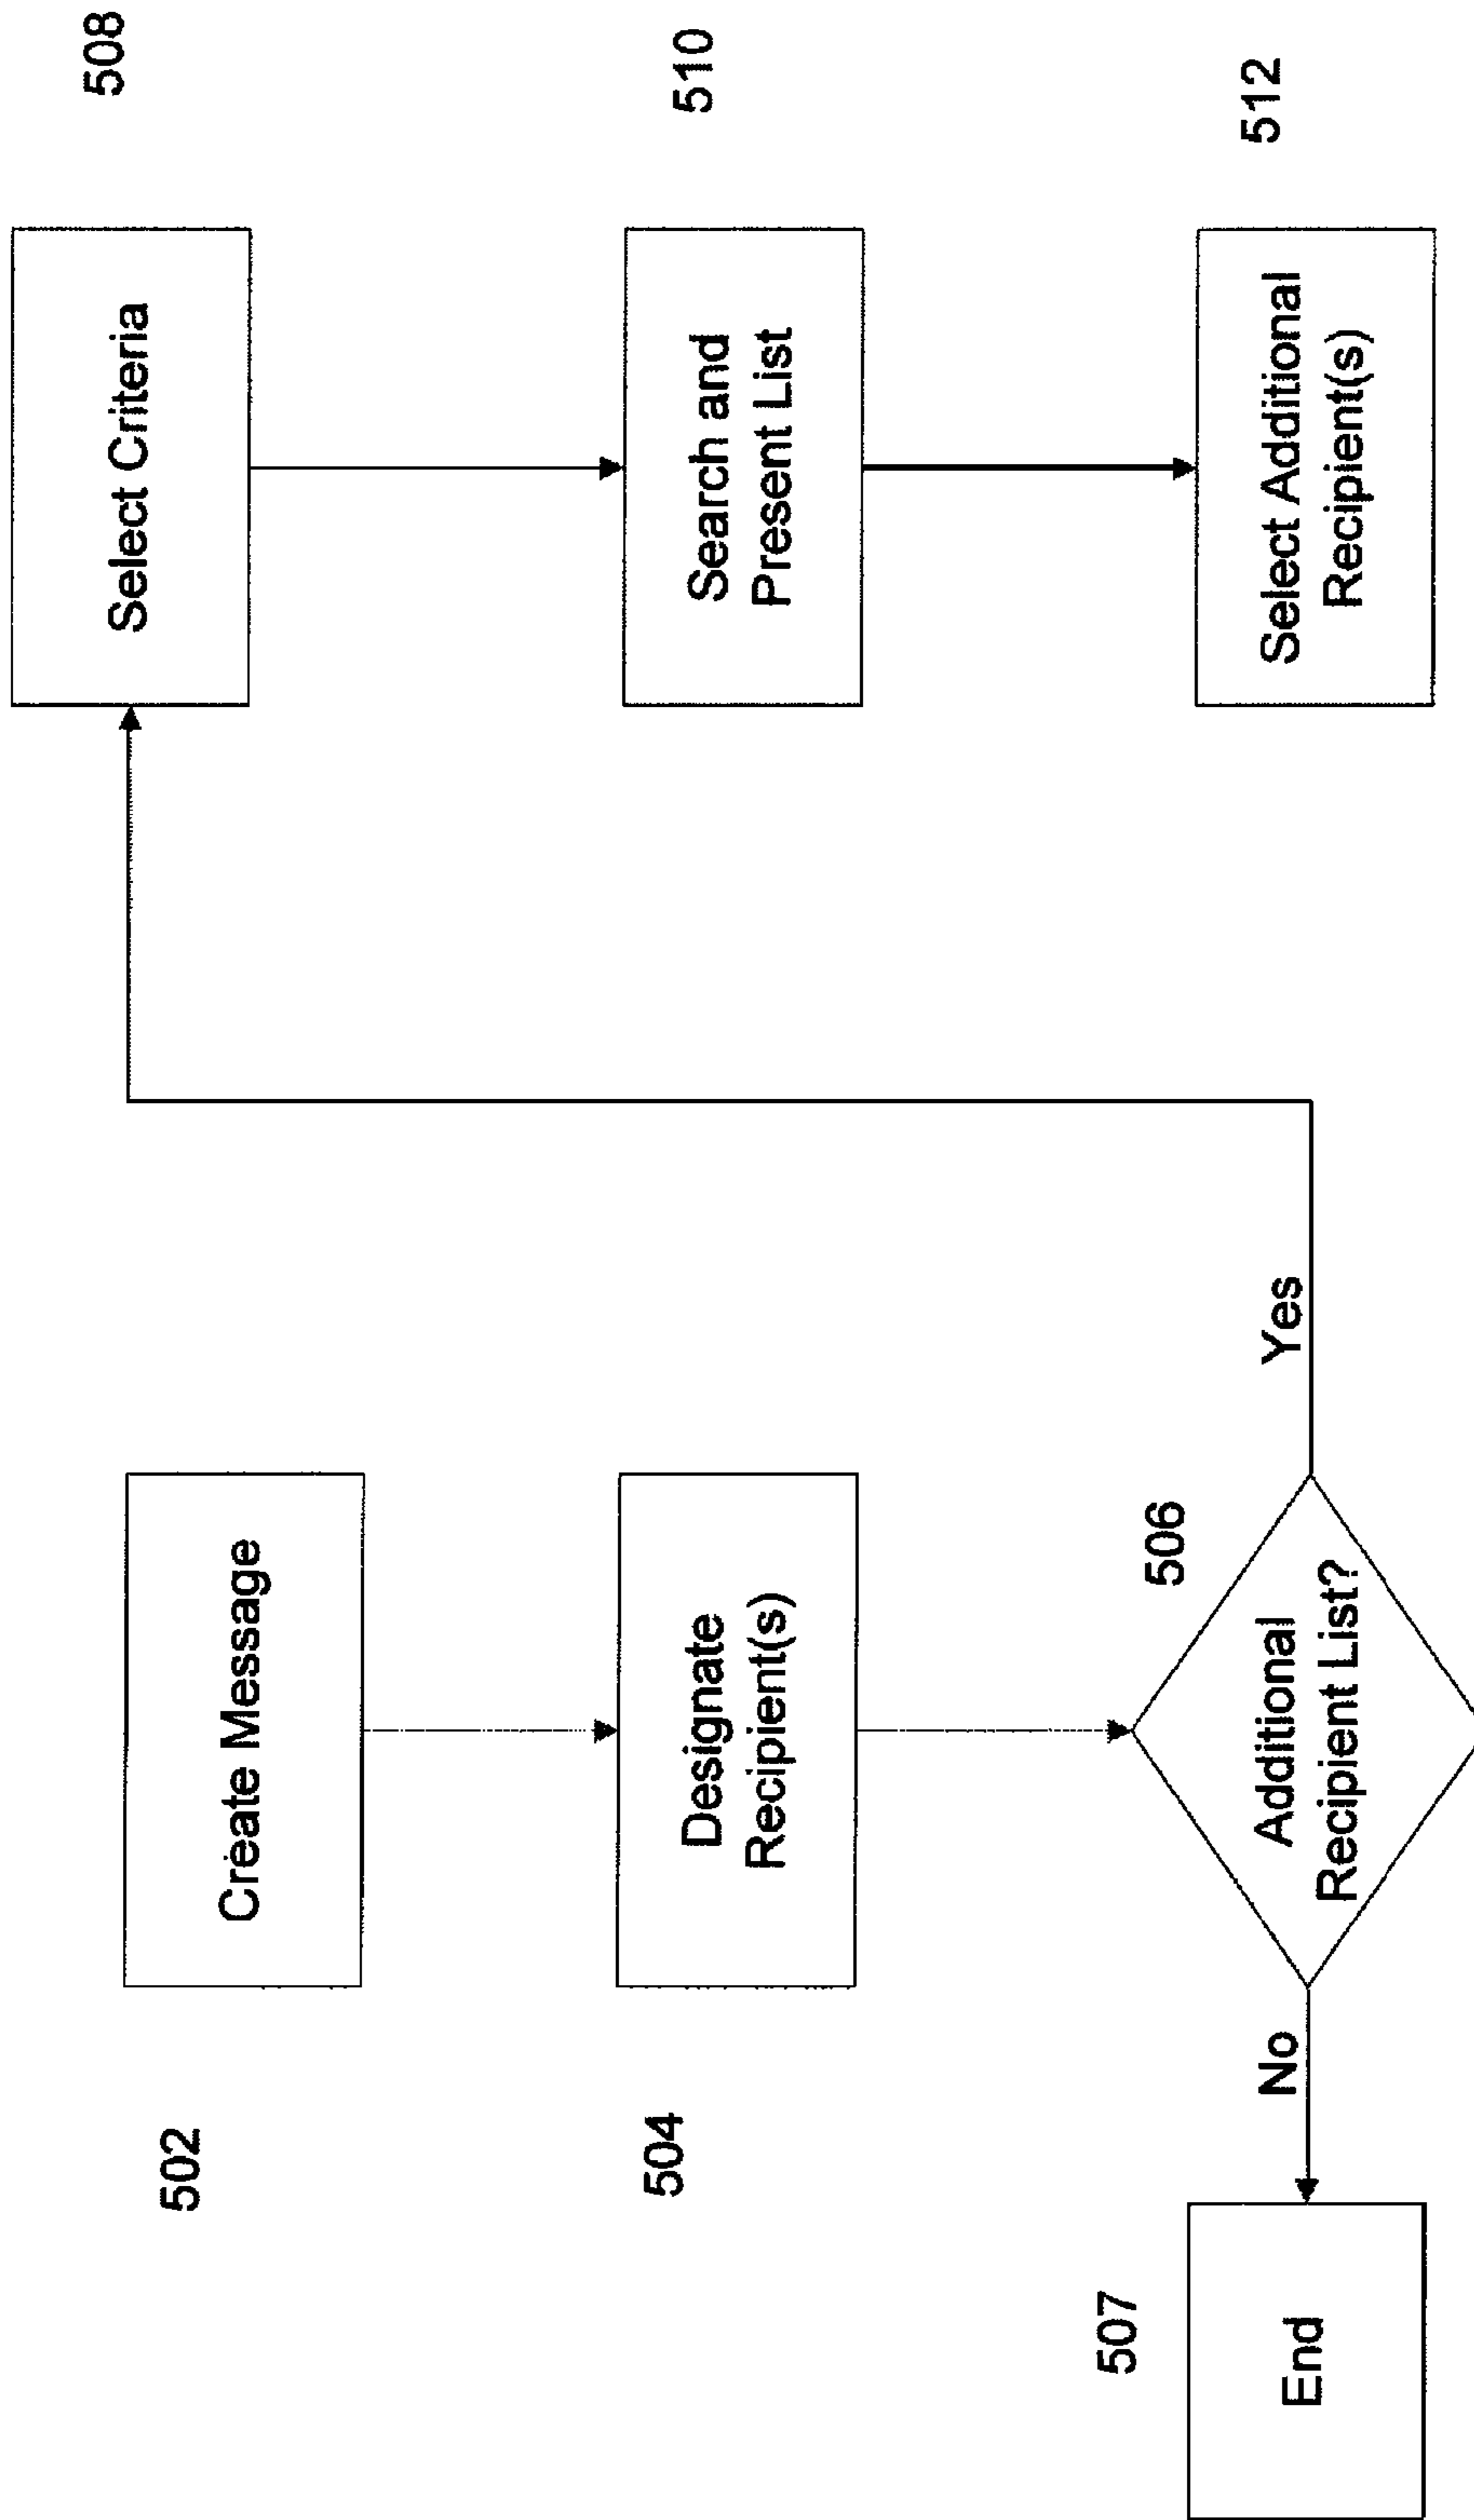 502
Create Message
504
Designate
Recipient(s)
506
Additional
Recipient List?
No
Yes
507
End
508
Select Criteria
510
Search and
Present List
512
Select Additional
Recipient(s)